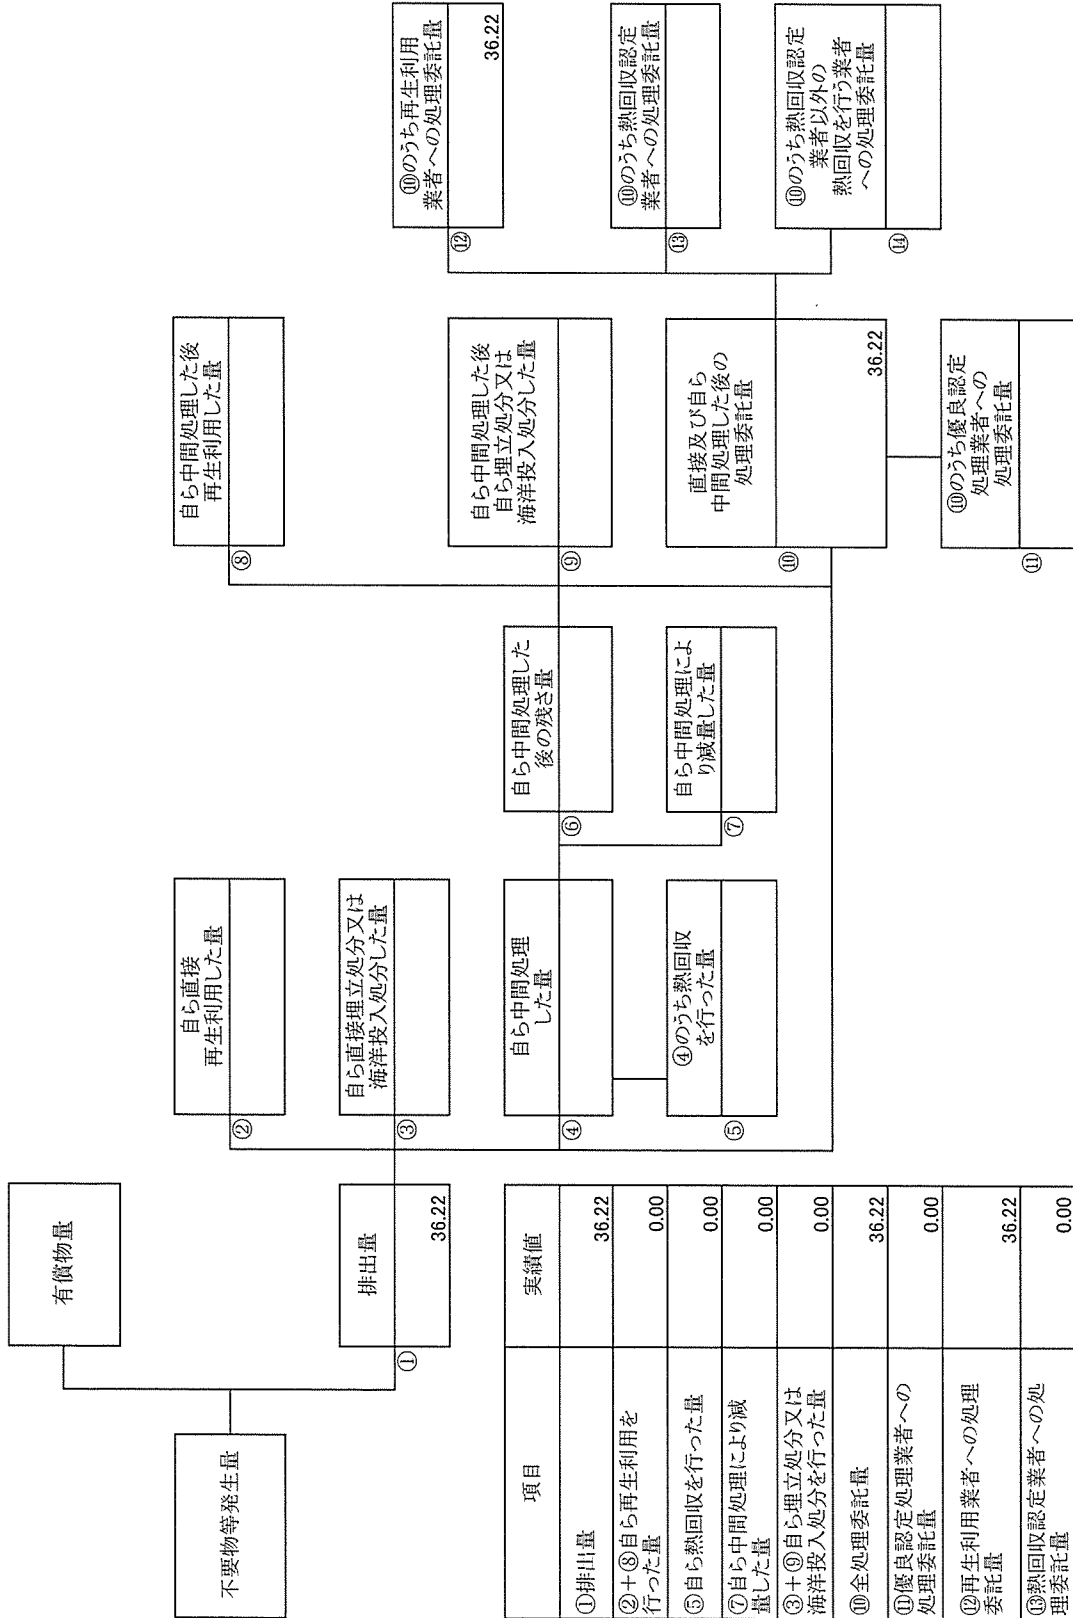 不要物等発生量
有償物量
排出量
①
36.22
②
自ら直接
再生利用した量
③
自ら直接埋立処分又は
海洋投入処分した量
④
自ら中間処理
した量
⑤
④のうち熱回収
を行った量
⑥
自ら中間処理した
後の残さ量
⑦
自ら中間処理によ
り減量した量
⑧
自ら中間処理した後
再生利用した量
⑨
自ら中間処理した後
自ら埋立処分又は
海洋投入処分した量
⑩
直接及び自ら
中間処理した後の
処理委託量
36.22
⑪
⑩のうち優良認定
処理業者への
処理委託量
⑫
⑩のうち再生利用
業者への処理委託量
36.22
⑬
⑩のうち熱回収認定
業者への処理委託量
⑭
⑩のうち熱回収認定
業者以外の
熱回収を行う業者
への処理委託量
項目 実績値
①排出量 36.22
②+⑧自ら再生利用を
行った量 0.00
⑤自ら熱回収を行った量 0.00
⑦自ら中間処理により減
量した量 0.00
③+⑨自ら埋立処分又は
海洋投入処分を行った量 0.00
⑩全処理委託量 36.22
⑪優良認定処理業者への
処理委託量 0.00
⑫再生利用業者への処理
委託量 36.22
⑬熱回収認定業者への処
理委託量 0.00